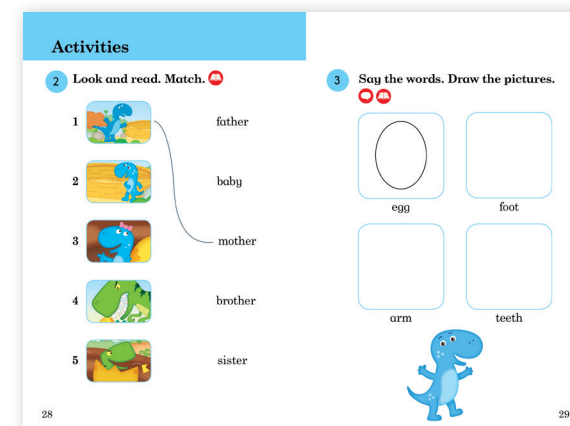 Activities
2 Look and read. Match.
1 father
2 baby
3 mother
4 brother
5 sister
28
3 Say the words. Draw the pictures.
egg foot
arm teeth
29